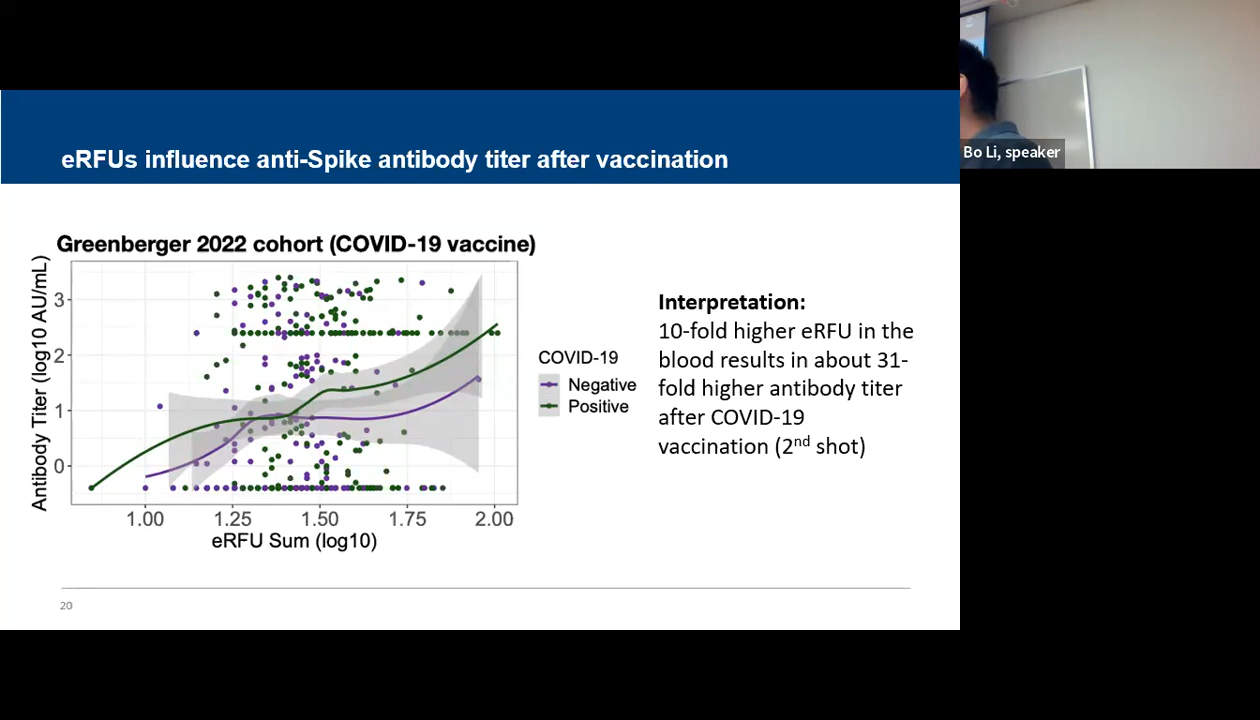 eRFUs influence anti-Spike antibody titer after vaccination
Bo Li, speaker
Greenberger 2022 cohort (COVID-19 vaccine)
Antibody Titer (log10 AU/mL)
3
2
1
0
1.00 1.25 1.50 1.75 2.00
eRFU Sum (log10)
COVID-19
Negative
Positive
Interpretation:
10-fold higher eRFU in the
blood results in about 31-
fold higher antibody titer
after COVID-19
vaccination (2nd shot)
20